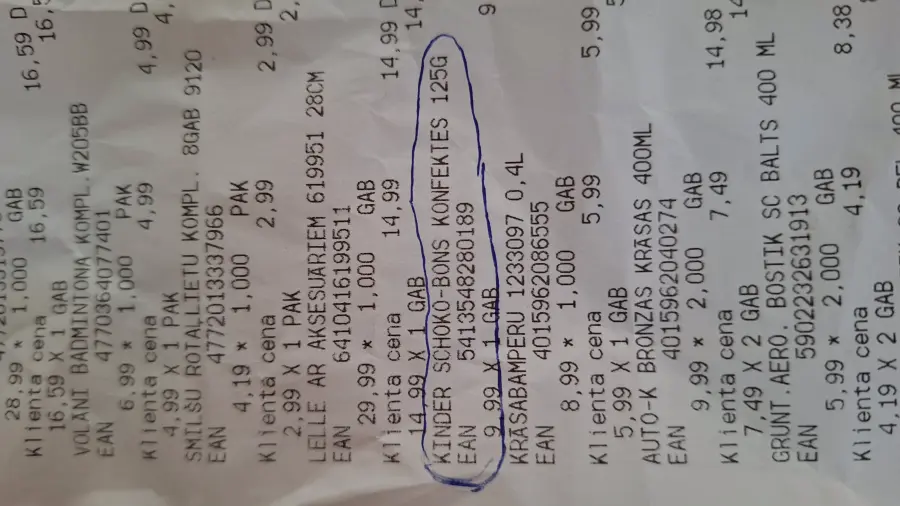 28,99 * 1,000 GAB
Klienta cena 16,59
16,59 X 1 GAB 16,59 D
VOLĀNI BADMINTONA KOMPL.W205BB
EAN 4770364077401
6,99 * 1,000 PAK
Klienta cena 4,99
4,99 X 1 PAK 4,99 D
SMILŠU ROTAĻLIETU KOMPL. 8GAB 9120
EAN 4772013337966
4,19 * 1,000 PAK
Klienta cena 2,99
2,99 X 1 PAK 2,99 D
LELLE AR AKSESUĀRIEM 619951 28CM
EAN 6410416199511
29,99 * 1,000 GAB
Klienta cena 14,99
14,99 X 1 GAB 14,99 D
KINDER SCHOKO-BONS KONFEKTES 125G
EAN 5413548280189
9,99 X 1 GAB 9
KRĀSABAMPERU 1233097 0,4L
EAN 4015962086555
8,99 * 1,000 GAB
Klienta cena 5,99
5,99 X 1 GAB 5,99
AUTO-K BRONZAS KRĀSAS 400ML
EAN 4015962040274
9,99 * 2,000 GAB
Klienta cena 7,49
7,49 X 2 GAB 14,98
GRUNT.AERO. BOSTIK SC BALTS 400 ML
EAN 5902232631913
5,99 * 2,000 GAB
Klienta cena 4,19
4,19 X 2 GAB 8,38